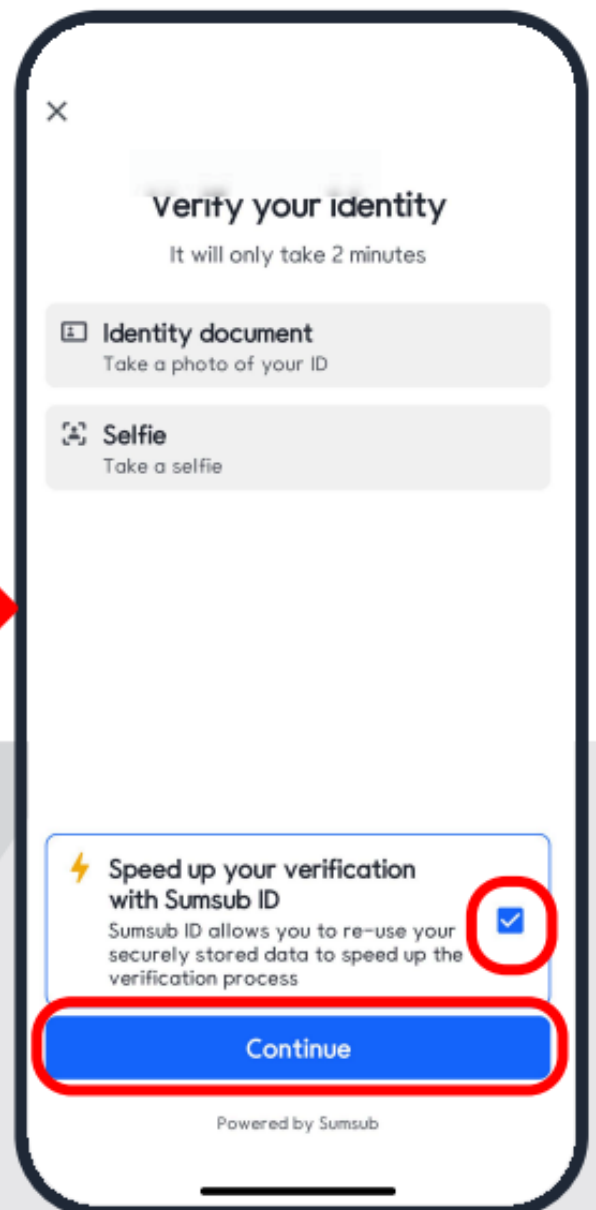 Verify your identity
It will only take 2 minutes
Identity document
Take a photo of your ID
Selfie
Take a selfie
Speed up your verification
with Sumsub ID
Sumsub ID allows you to re-use your
securely stored data to speed up the
verification process
Continue
Powered by Sumsub